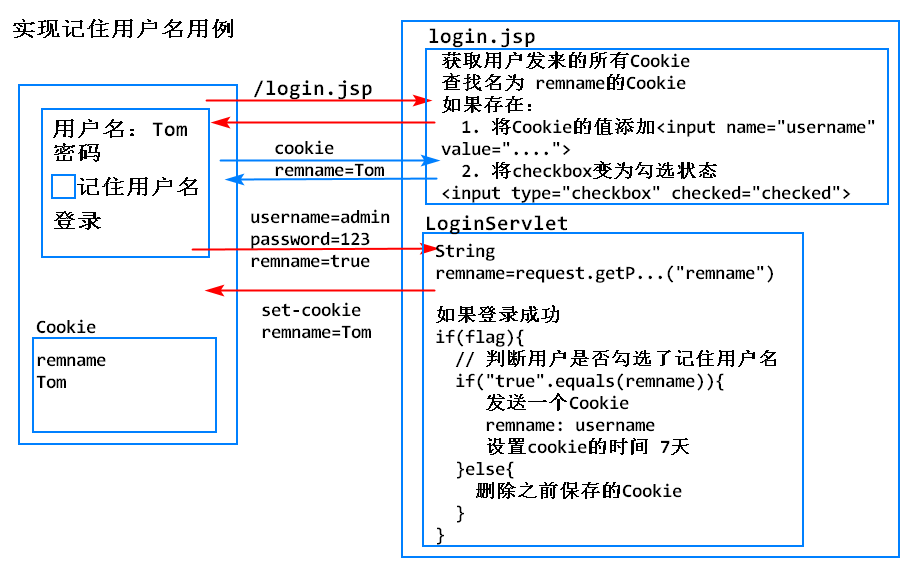 实现记住用户名用例
/login.jsp
用户名：Tom
密码
记住用户名
登录
cookie
remname=Tom
username=admin
password=123
remname=true
set-cookie
remname=Tom
Cookie
remname
Tom
login.jsp
获取用户发来的所有Cookie
查找名为 remname的Cookie
如果存在：
1. 将Cookie的值添加<input name="username"
value="....">
2. 将checkbox变为勾选状态
<input type="checkbox" checked="checked">
LoginServlet
String
remname=request.getP...("remname")
如果登录成功
if(flag){
// 判断用户是否勾选了记住用户名
if("true".equals(remname)){
发送一个Cookie
remname: username
设置cookie的时间 7天
}else{
删除之前保存的Cookie
}
}